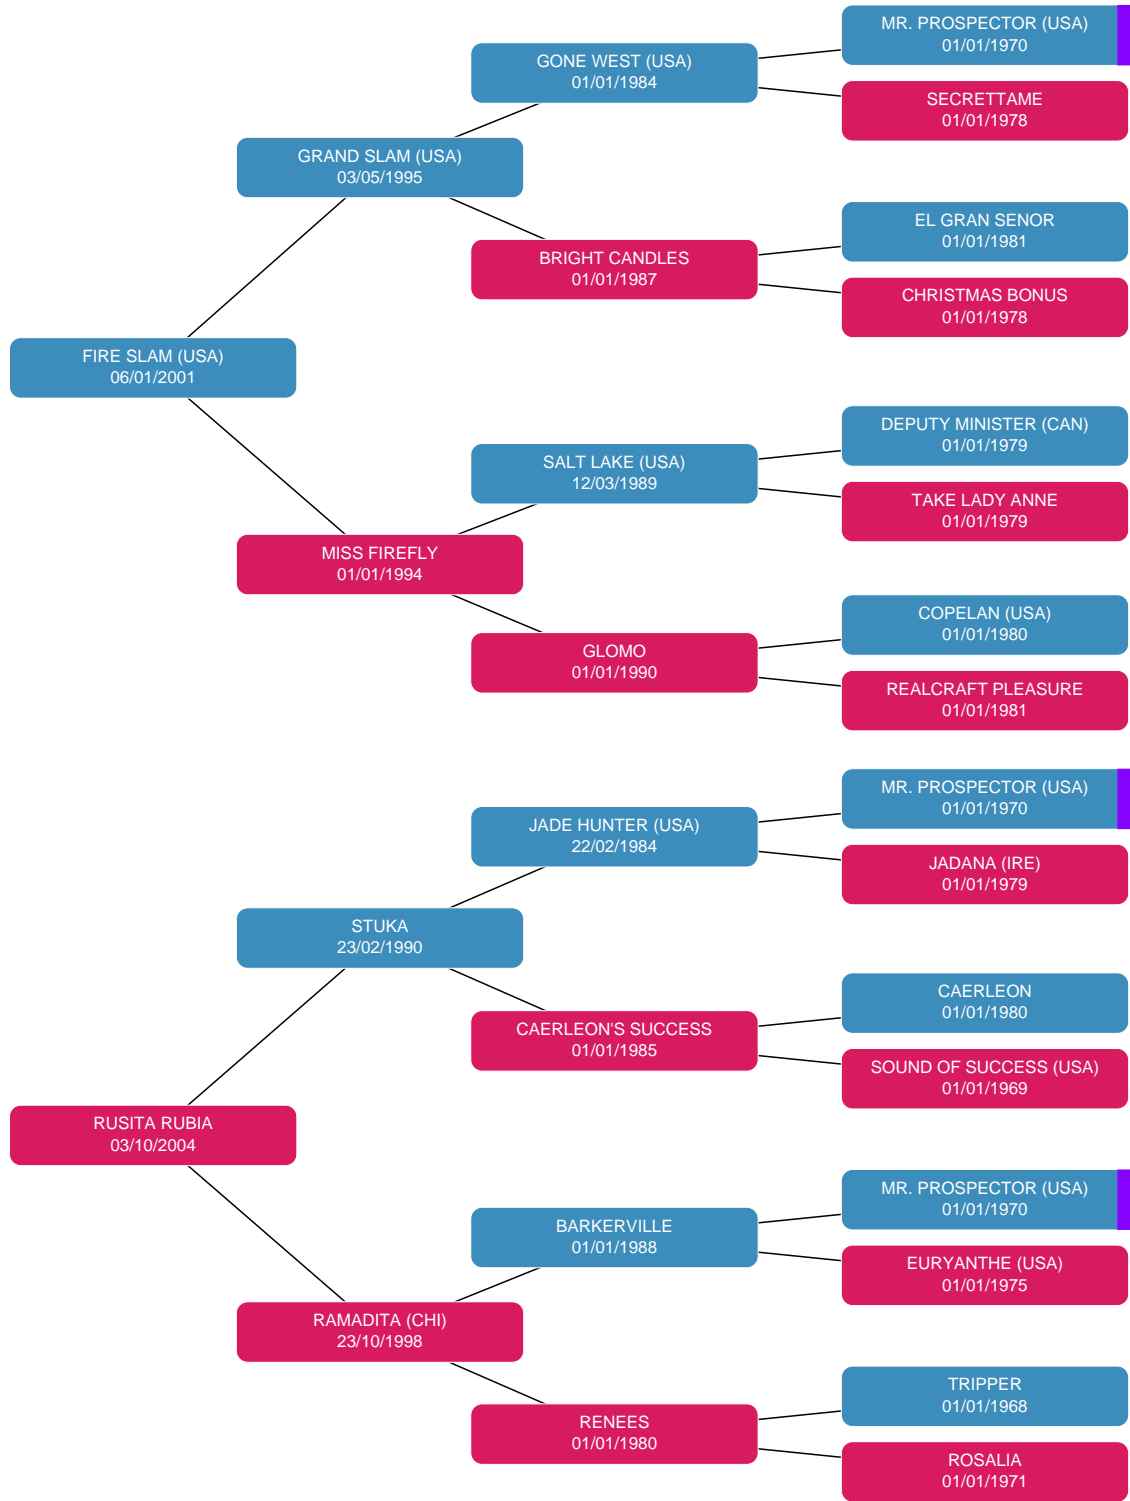 MR. PROSPECTOR (USA)
01/01/1970
GONE WEST (USA)
01/01/1984
SECRETTAME
01/01/1978
GRAND SLAM (USA)
03/05/1995
EL GRAN SENOR
01/01/1981
BRIGHT CANDLES
01/01/1987
CHRISTMAS BONUS
01/01/1978
FIRE SLAM (USA)
06/01/2001
DEPUTY MINISTER (CAN)
01/01/1979
SALT LAKE (USA)
12/03/1989
TAKE LADY ANNE
01/01/1979
MISS FIREFLY
01/01/1994
COPELAN (USA)
01/01/1980
GLOMO
01/01/1990
REALCRAFT PLEASURE
01/01/1981
MR. PROSPECTOR (USA)
01/01/1970
JADE HUNTER (USA)
22/02/1984
JADANA (IRE)
01/01/1979
STUKA
23/02/1990
CAERLEON
01/01/1980
CAERLEON'S SUCCESS
01/01/1985
SOUND OF SUCCESS (USA)
01/01/1969
RUSITA RUBIA
03/10/2004
MR. PROSPECTOR (USA)
01/01/1970
BARKERVILLE
01/01/1988
EURYANTHE (USA)
01/01/1975
RAMADITA (CHI)
23/10/1998
TRIPPER
01/01/1968
RENEES
01/01/1980
ROSALIA
01/01/1971